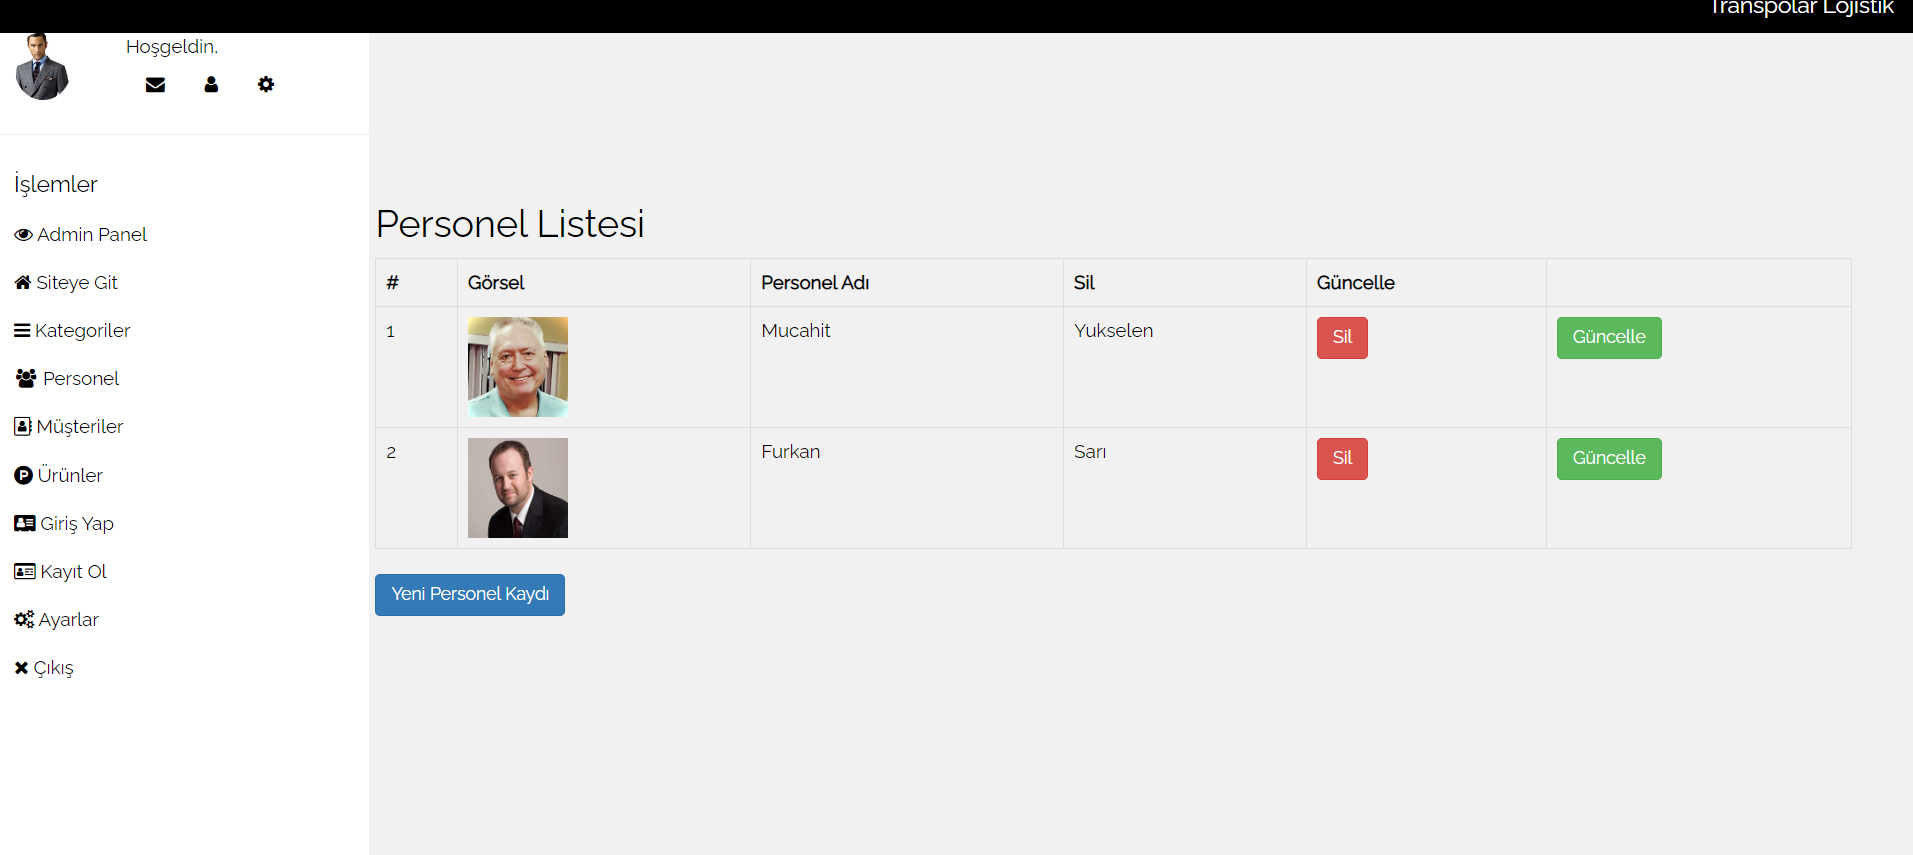 Transpolar Lojistik
Hoşgeldin,
İşlemler
Admin Panel
Siteye Git
Kategoriler
Personel
Müşteriler
Ürünler
Giriş Yap
Kayıt Ol
Ayarlar
Çıkış
Personel Listesi
# Görsel Personel Adı Sil Güncelle
1 Mucahit Yukselen Sil Güncelle
2 Furkan Sarı Sil Güncelle
Yeni Personel Kaydı